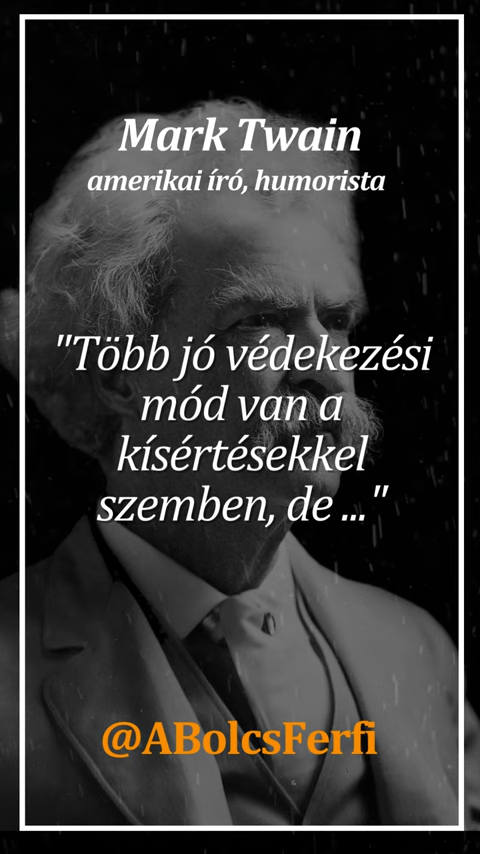 Mark Twain
amerikai író, humorista
"Több jó védekezési
mód van a
kísértésekkel
szemben, de ..."
@ABolcsFerfi